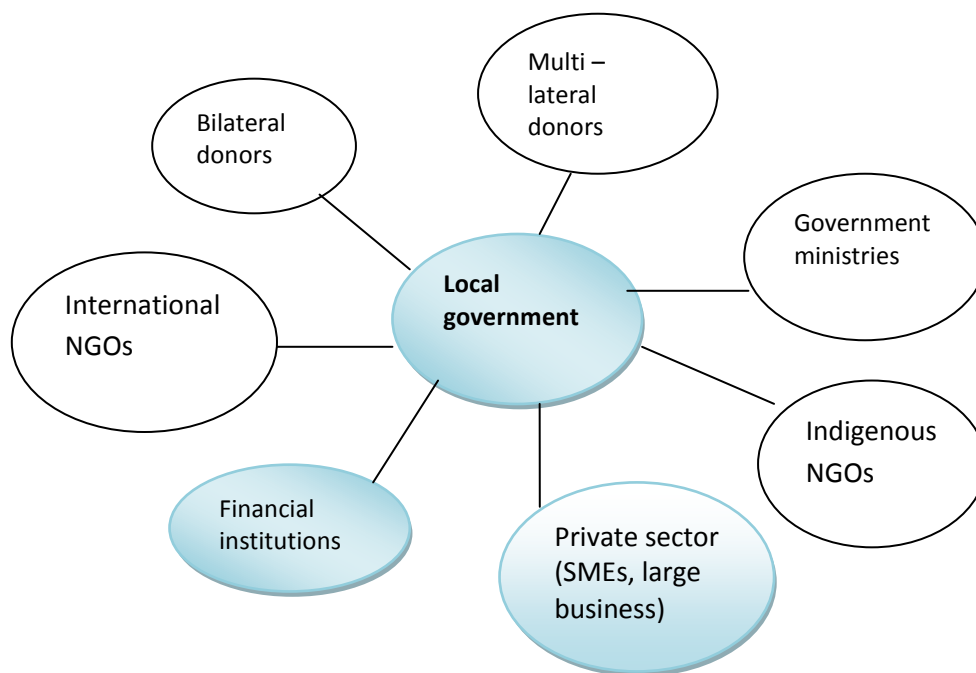 Multi –
lateral
donors
Bilateral
donors
Government
ministries
Local
government
International
NGOs
Indigenous
NGOs
Financial
institutions
Private sector
(SMEs, large
business)